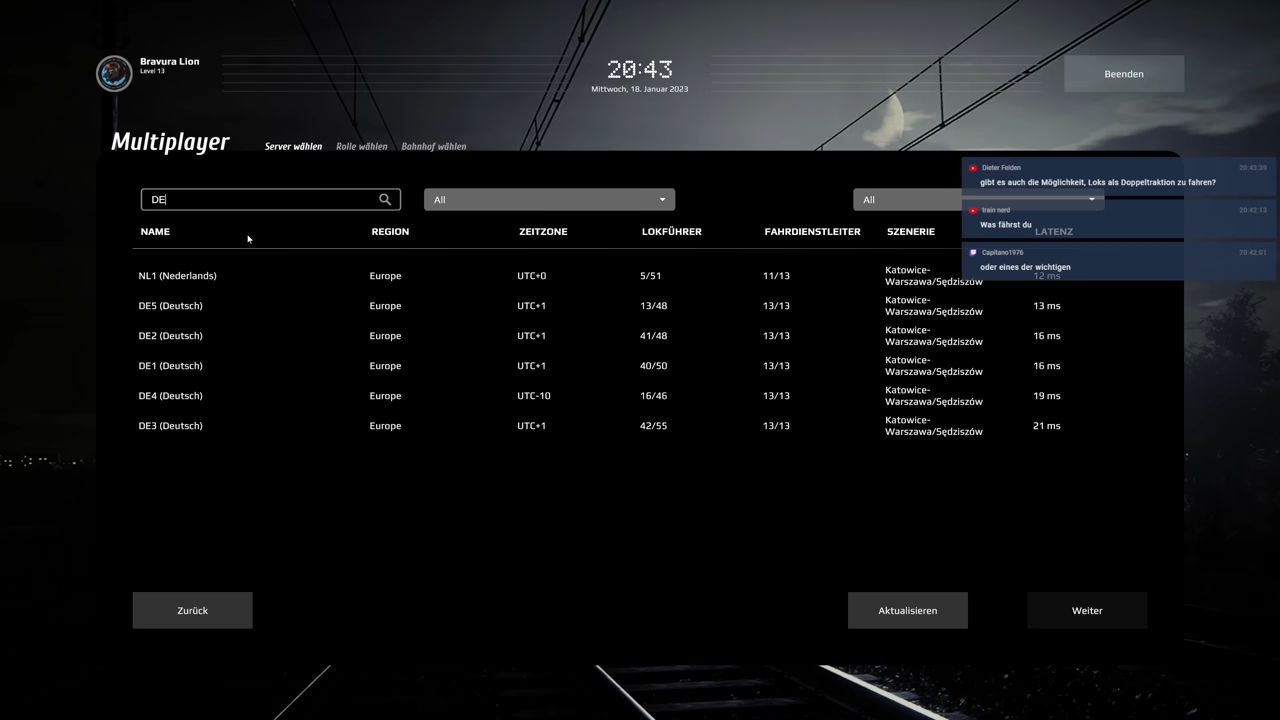 Bravura Lion
Level 13
20:43
Mittwoch, 18. Januar 2023
Beenden
Multiplayer
Server wählen Rolle wählen Bahnhof wählen
Dieter Felden 20:43:39
gibt es auch die Möglichkeit, Loks als Doppeltraktion zu fahren?
DE All All
train nerd 20:42:13
Was fährst du
NAME REGION ZEITZONE LOKFÜHRER FAHRDIENSTLEITER SZENERIE LATENZ
Capitano1976 20:42:01
oder eines der wichtigen
NL1 (Nederlands) Europe UTC+0 5/51 11/13 Katowice-Warszawa/Sędziszów 12 ms
DE5 (Deutsch) Europe UTC+1 13/48 13/13 Katowice-Warszawa/Sędziszów 13 ms
DE2 (Deutsch) Europe UTC+1 41/48 13/13 Katowice-Warszawa/Sędziszów 16 ms
DE1 (Deutsch) Europe UTC+1 40/50 13/13 Katowice-Warszawa/Sędziszów 16 ms
DE4 (Deutsch) Europe UTC-10 16/46 13/13 Katowice-Warszawa/Sędziszów 19 ms
DE3 (Deutsch) Europe UTC+1 42/55 13/13 Katowice-Warszawa/Sędziszów 21 ms
Zurück Aktualisieren Weiter